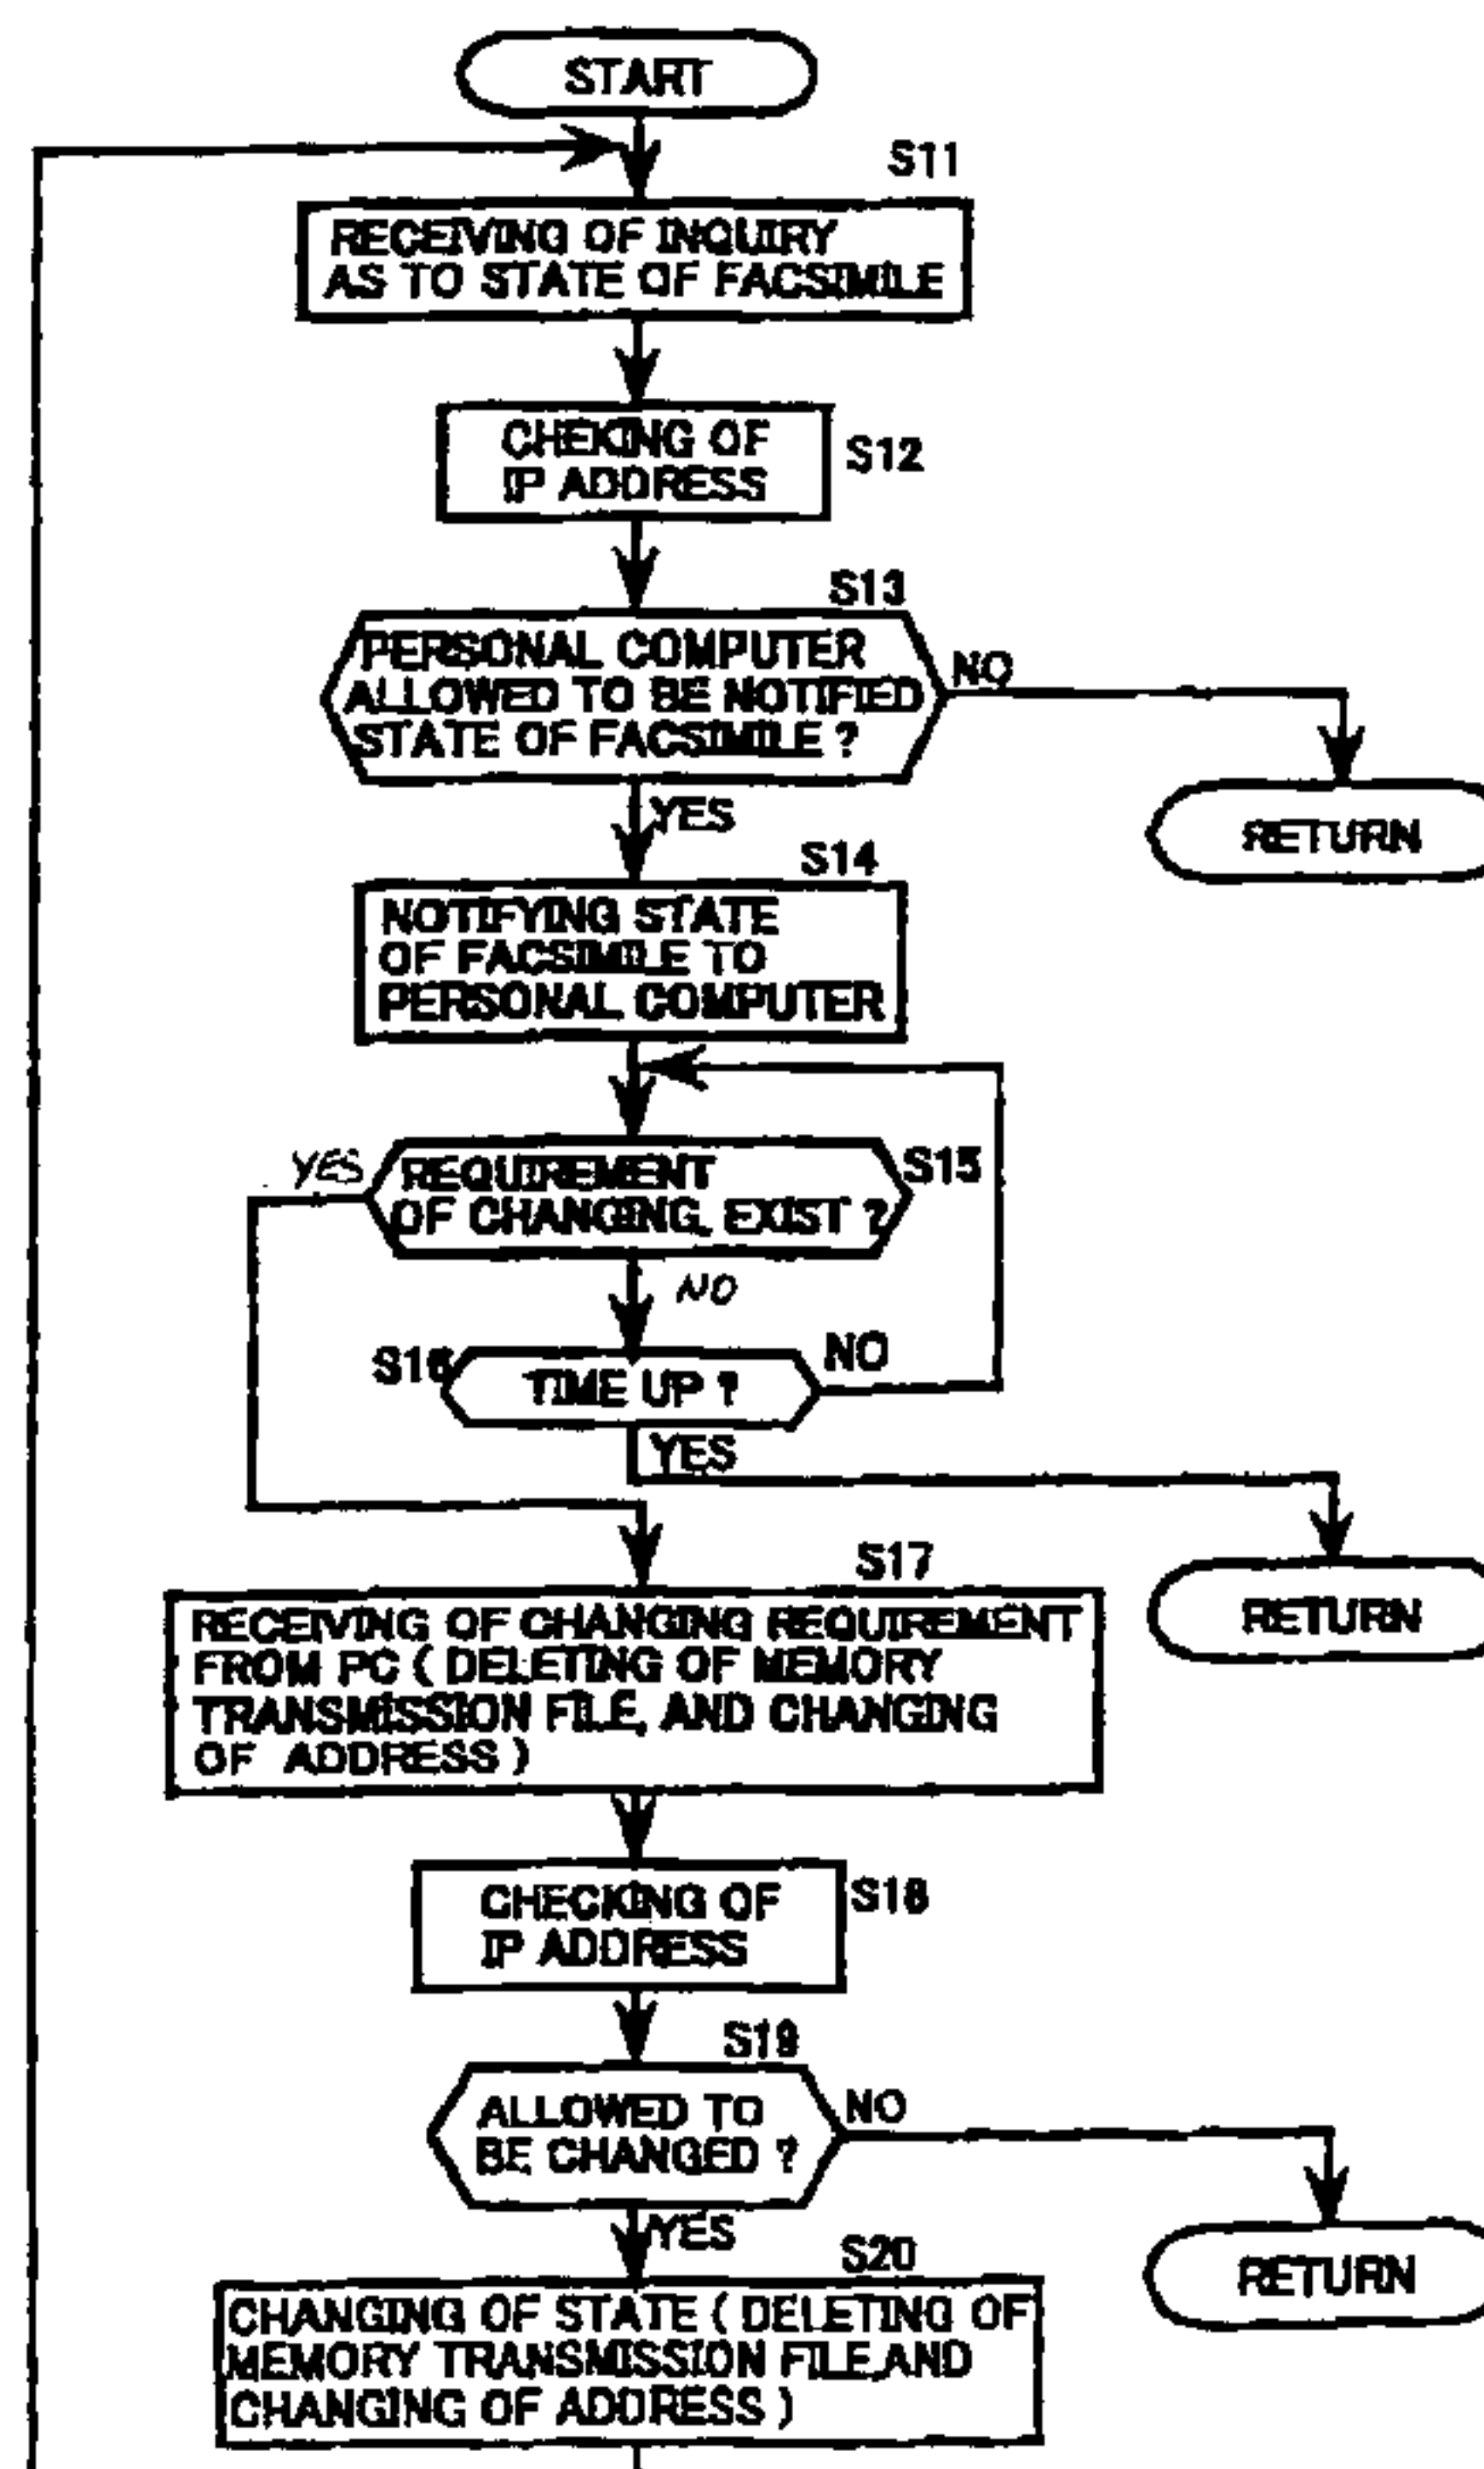 START
S11
RECEIVING OF INQUIRY
AS TO STATE OF FACSIMILE
CHEKING OF
IP ADDRESS
S12
S13
PERSONAL COMPUTER
ALLOWED TO BE NOTIFIED
STATE OF FACSIMILE ?
NO
RETURN
YES
S14
NOTIFYING STATE
OF FACSIMILE TO
PERSONAL COMPUTER
YES
REQUIREMENT
OF CHANGING, EXIST ?
S15
NO
S16
TIME UP ?
NO
YES
RETURN
S17
RECEIVING OF CHANGING REQUIREMENT
FROM PC ( DELETING OF MEMORY
TRANSMISSION FILE, AND CHANGING
OF ADDRESS )
CHECKING OF
IP ADDRESS
S18
S19
ALLOWED TO
BE CHANGED ?
NO
RETURN
YES
S20
CHANGING OF STATE ( DELETING OF
MEMORY TRANSMISSION FILE, AND
CHANGING OF ADDRESS )